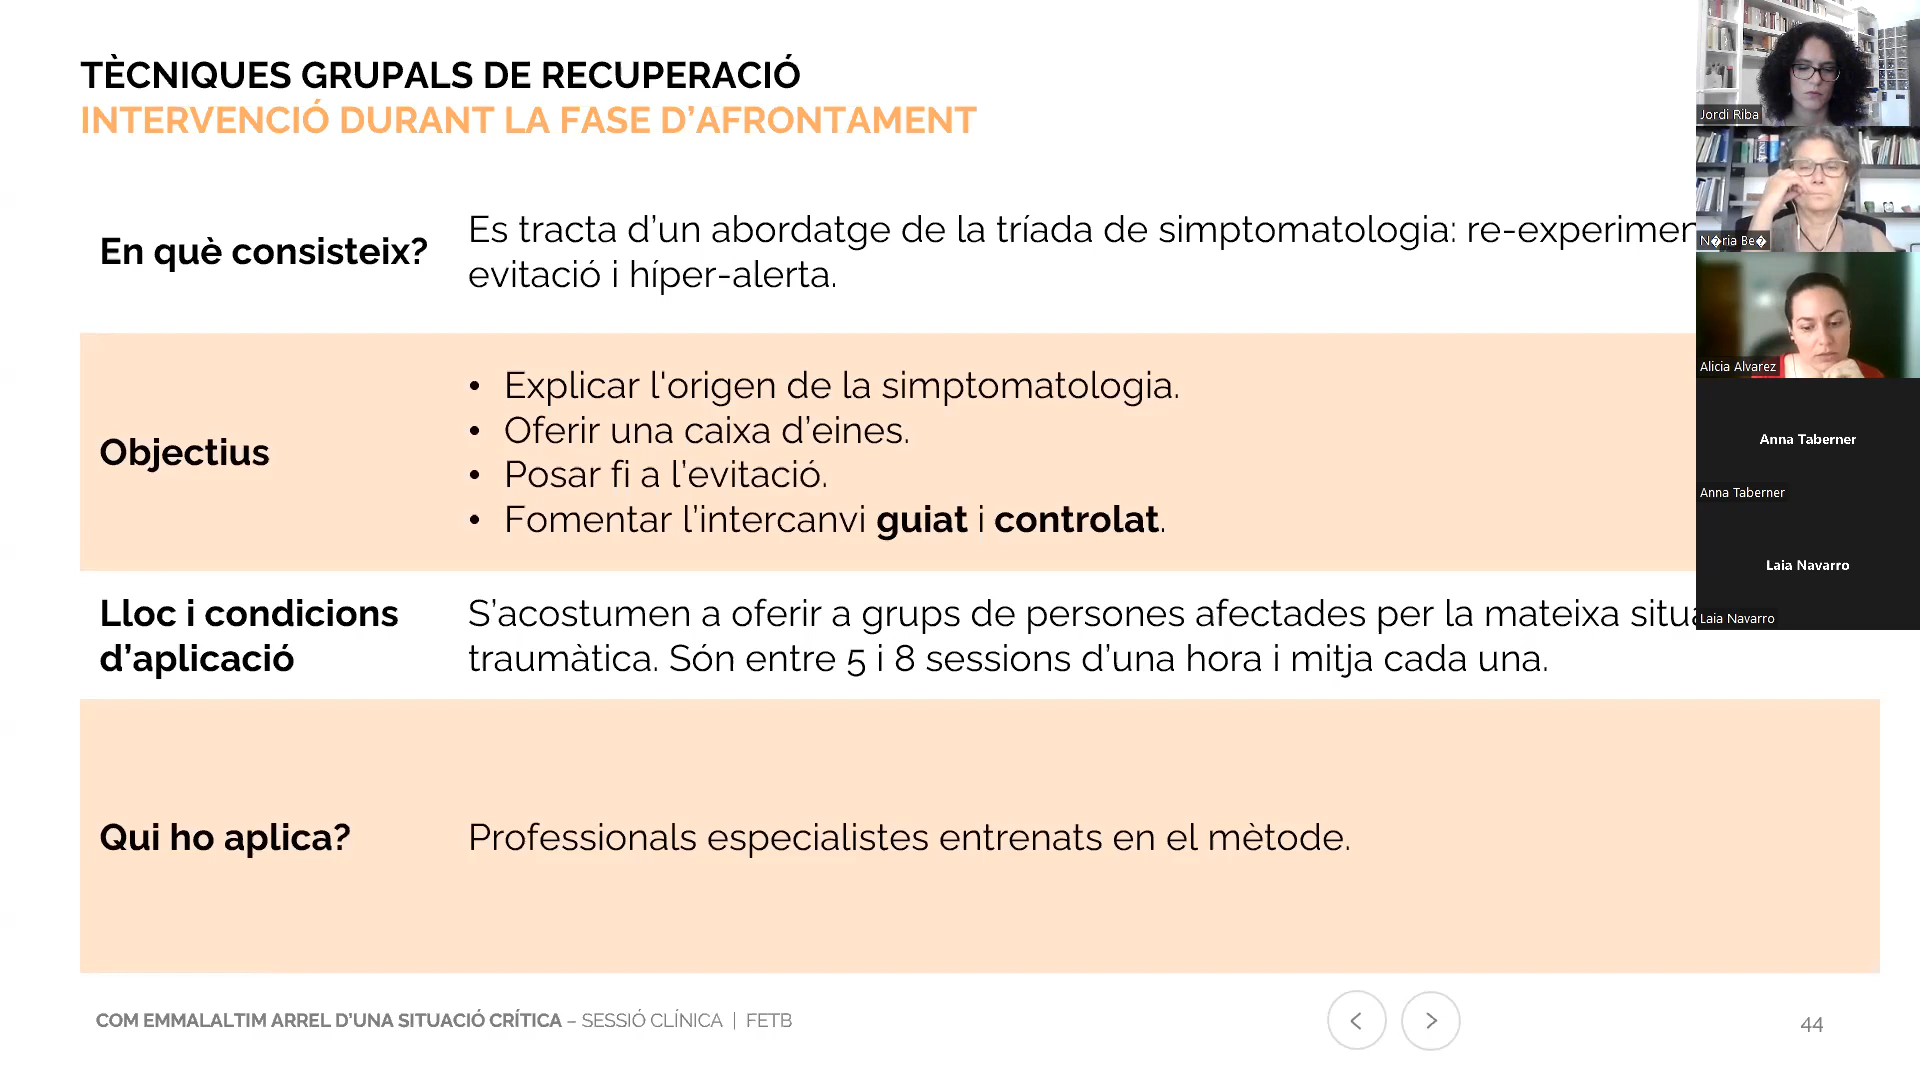 TÈCNIQUES GRUPALS DE RECUPERACIÓ
INTERVENCIÓ DURANT LA FASE D’AFRONTAMENT
En què consisteix?
Es tracta d’un abordatge de la tríada de simptomatologia:
evitació i híper-alerta.
Objectius
• Explicar l'origen de la simptomatologia.
• Oferir una caixa d’eines.
• Posar fi a l’evitació.
• Fomentar l’intercanvi guiat i controlat.
Lloc i condicions
d’aplicació
S’acostumen a oferir a grups de persones afectades per la mateixa
traumàtica. Són entre 5 i 8 sessions d’una hora i mitja cada una.
Qui ho aplica?
Professionals especialistes entrenats en el mètode.
COM EMMALALTIM ARREL D’UNA SITUACIÓ CRÍTICA – SESSIÓ CLÍNICA | FETB
44
Jordi Riba
N�ria Be�
Alicia Alvarez
Anna Taberner
Anna Taberner
Laia Navarro
Laia Navarro